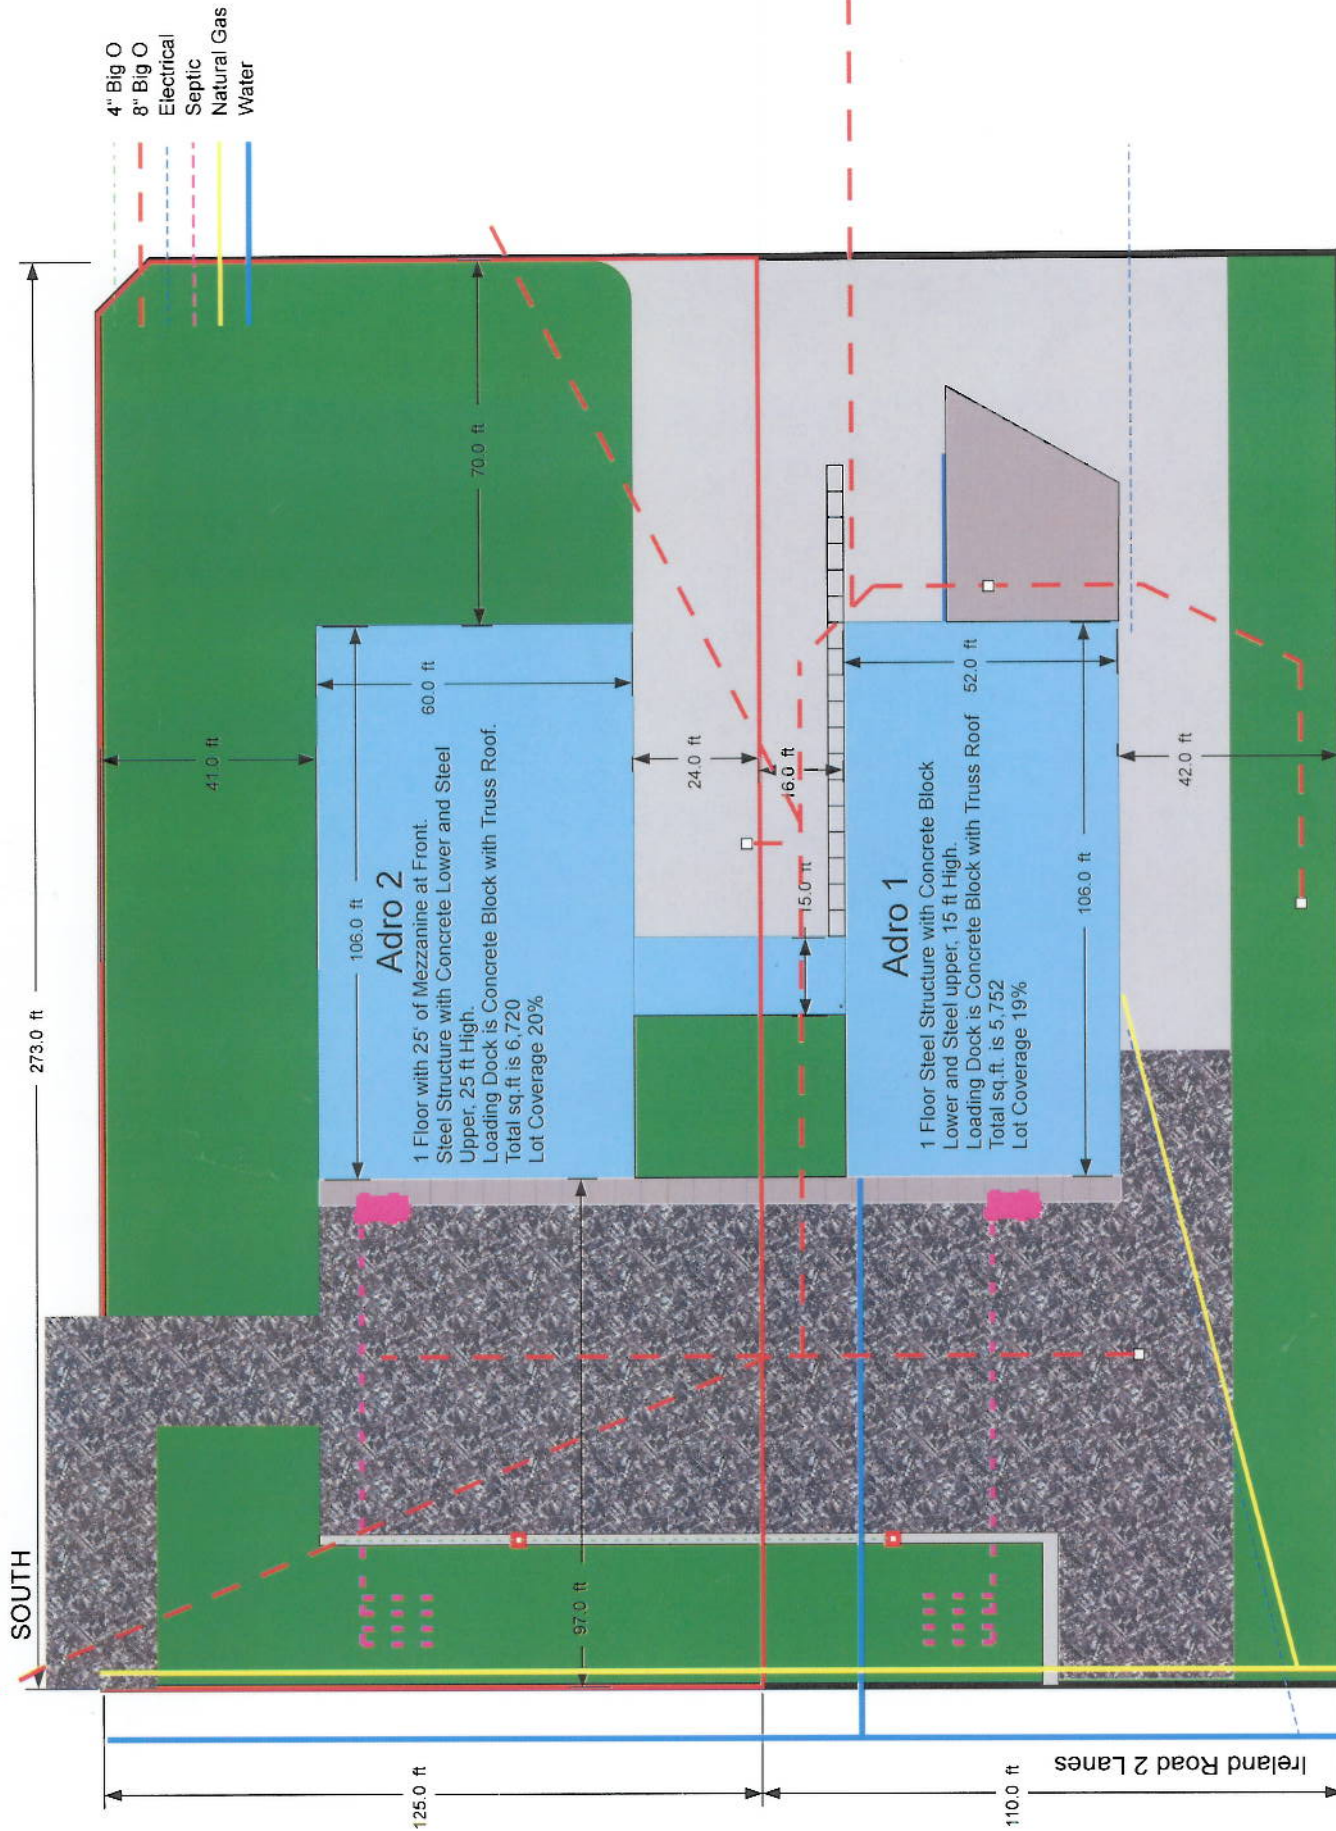 SOUTH
273.0 ft
4" Big O
8" Big O
Electrical
Septic
Natural Gas
Water
41.0 ft
70.0 ft
106.0 ft
60.0 ft
Adro 2
1 Floor with 25' of Mezzanine at Front.
Steel Structure with Concrete Lower and Steel
Upper, 25 ft High.
Loading Dock is Concrete Block with Truss Roof.
Total sq.ft is 6,720
Lot Coverage 20%
24.0 ft
16.0 ft
15.0 ft
97.0 ft
Adro 1
1 Floor Steel Structure with Concrete Block
Lower and Steel upper, 15 ft High.
Loading Dock is Concrete Block with Truss Roof
Total sq.ft. is 5,752
Lot Coverage 19%
52.0 ft
106.0 ft
42.0 ft
125.0 ft
110.0 ft
Ireland Road 2 Lanes